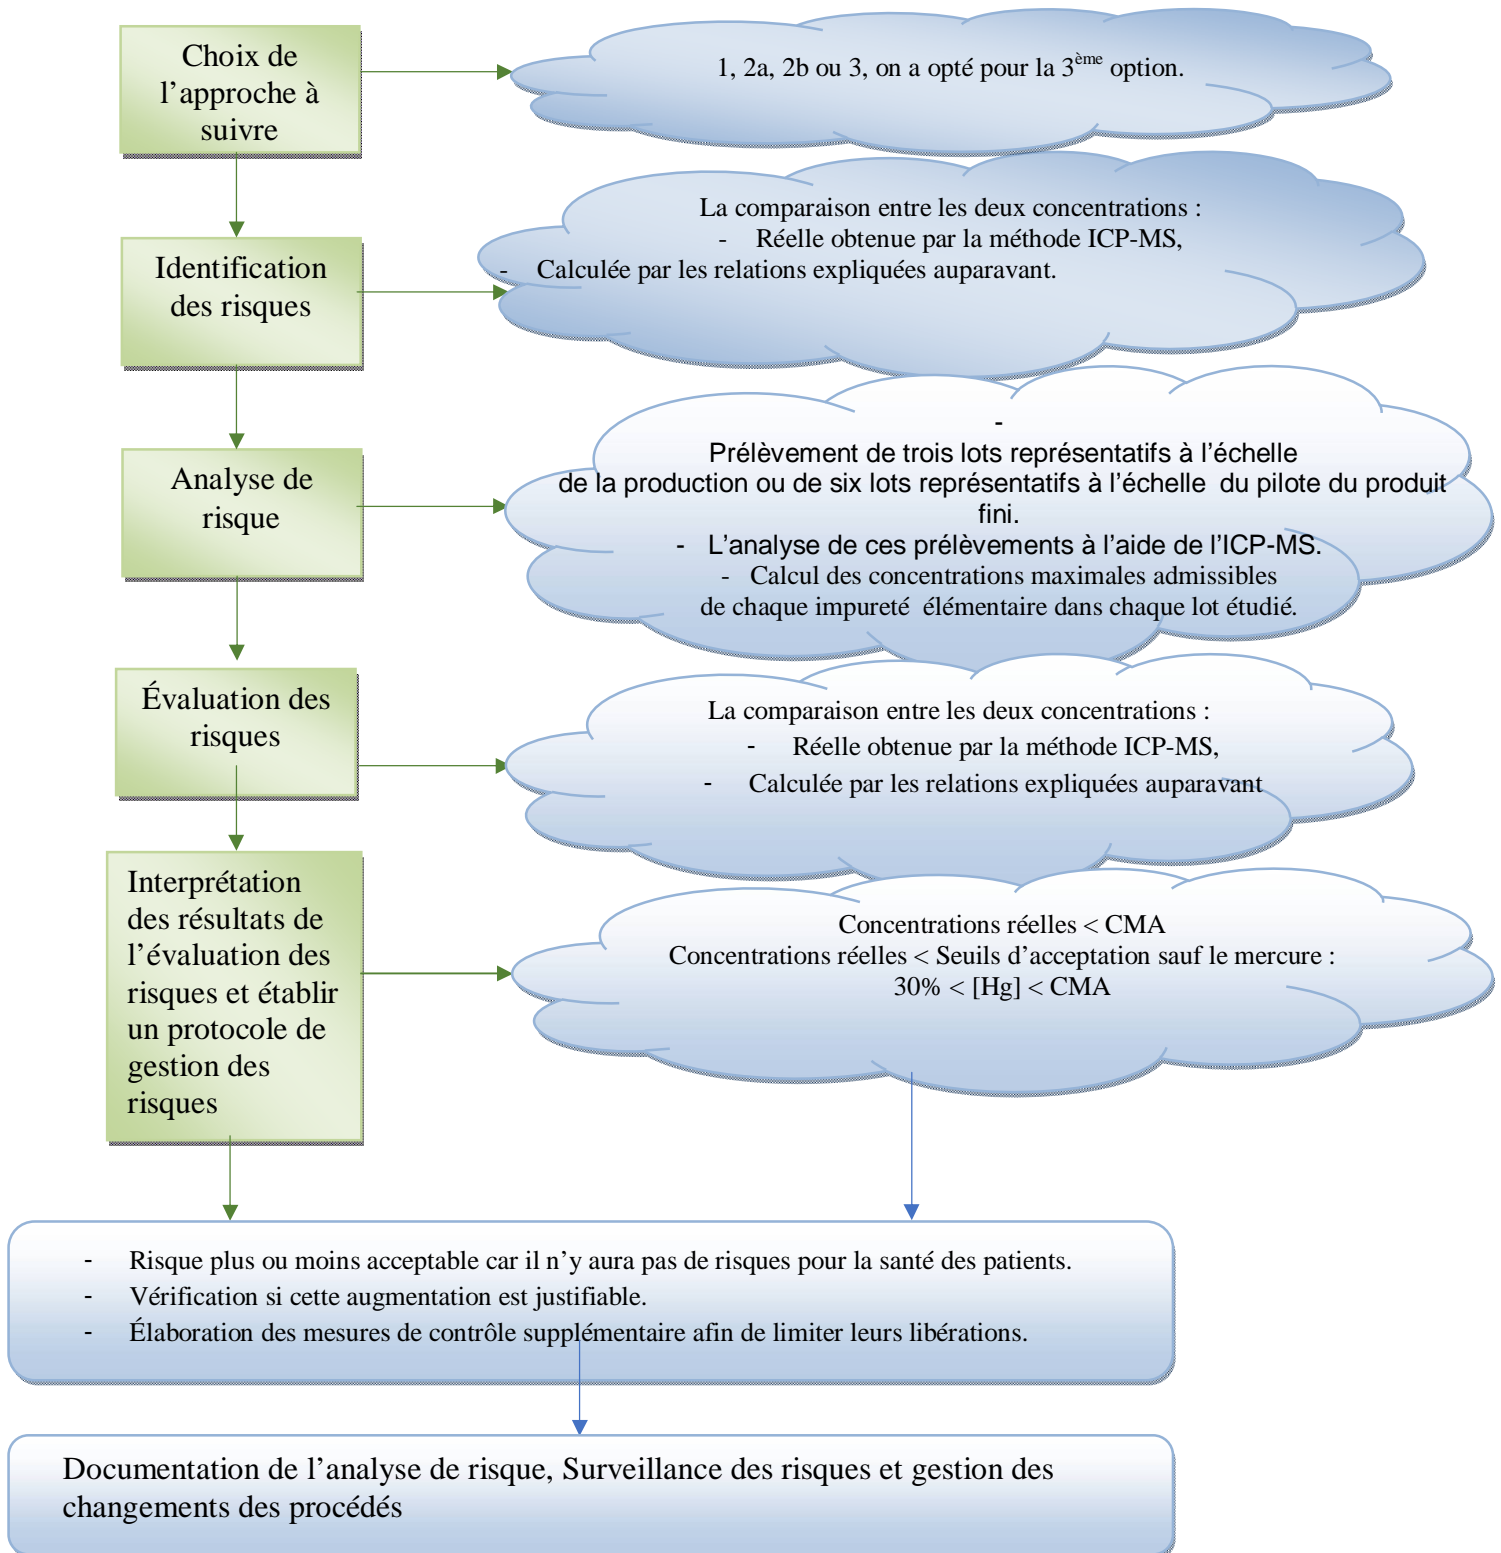 Choix de
l’approche à
suivre
1, 2a, 2b ou 3, on a opté pour la 3ème option.
Identification
des risques
La comparaison entre les deux concentrations :
- Réelle obtenue par la méthode ICP-MS,
- Calculée par les relations expliquées auparavant.
Analyse de
risque
-
Prélèvement de trois lots représentatifs à l’échelle
de la production ou de six lots représentatifs à l’échelle du pilote du produit
fini.
- L’analyse de ces prélèvements à l’aide de l’ICP-MS.
- Calcul des concentrations maximales admissibles
de chaque impureté élémentaire dans chaque lot étudié.
Évaluation des
risques
La comparaison entre les deux concentrations :
- Réelle obtenue par la méthode ICP-MS,
- Calculée par les relations expliquées auparavant
Interprétation
des résultats de
l’évaluation des
risques et établir
un protocole de
gestion des
risques
Concentrations réelles < CMA
Concentrations réelles < Seuils d’acceptation sauf le mercure :
30% < [Hg] < CMA
- Risque plus ou moins acceptable car il n’y aura pas de risques pour la santé des patients.
- Vérification si cette augmentation est justifiable.
- Élaboration des mesures de contrôle supplémentaire afin de limiter leurs libérations.
Documentation de l’analyse de risque, Surveillance des risques et gestion des
changements des procédés